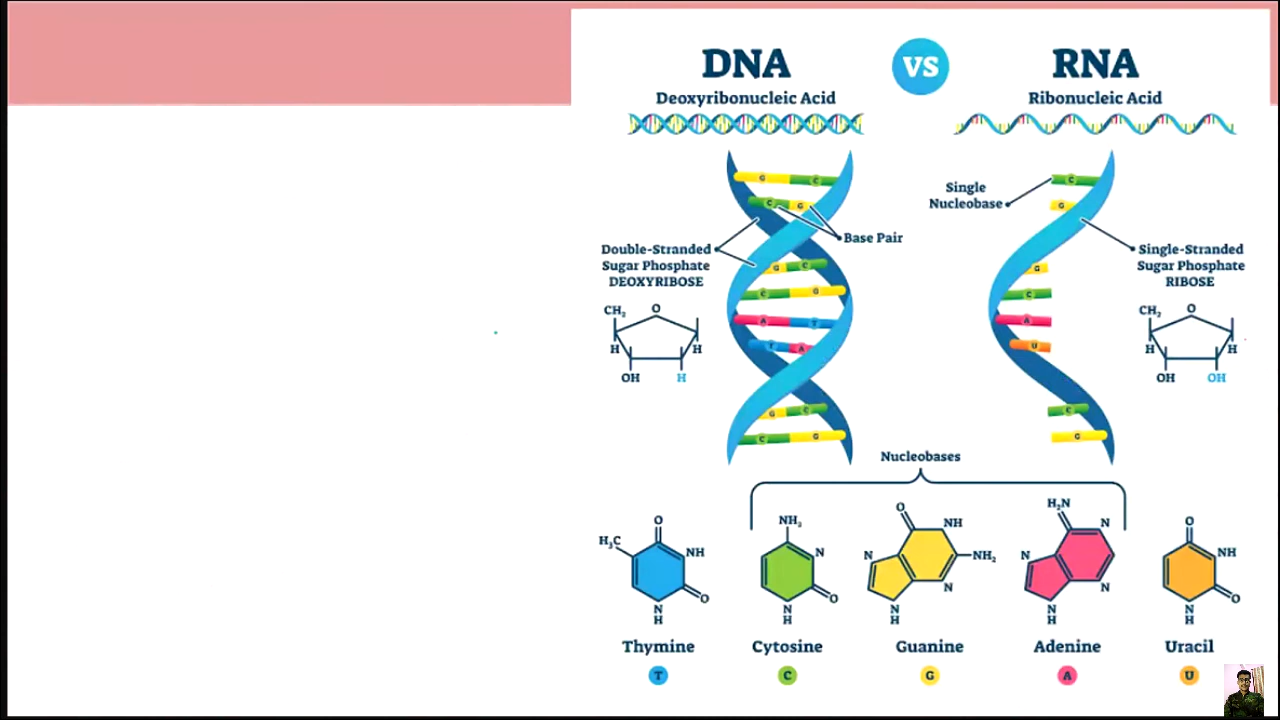 DNA
VS
RNA
Deoxyribonucleic Acid
Ribonucleic Acid
G C
C G
Base Pair
Double-Stranded
Sugar Phosphate
DEOXYRIBOSE
G C
C G
A T
T A
G C
C G
CH₂ O
H H
OH H
Single
Nucleobase
C
G
Single-Stranded
Sugar Phosphate
RIBOSE
G
C
A
U
C
G
CH₂ O
H H
OH OH
Nucleobases
O
H₃C
NH
O
N
H
NH₂
N
O
N
H
O
NH
N
NH₂
N
N
H
H₂N
N
N
N
N
H
O
NH
O
N
H
Thymine
Cytosine
Guanine
Adenine
Uracil
T
C
G
A
U